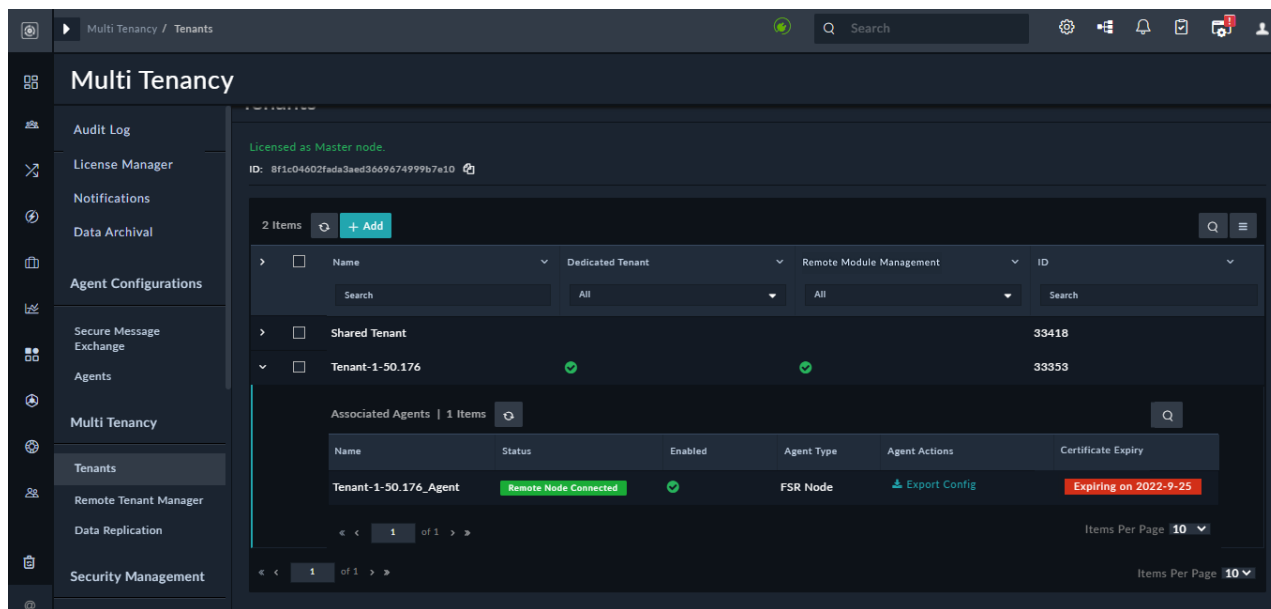 Multi Tenancy / Tenants
Search
Multi Tenancy
Tenants
Audit Log
License Manager
Notifications
Data Archival
Agent Configurations
Secure Message
Exchange
Agents
Multi Tenancy
Tenants
Remote Tenant Manager
Data Replication
Security Management
Licensed as Master node.
ID: 8f1c04602fada3aed3669674999b7e10
2 Items + Add
Name Dedicated Tenant Remote Module Management ID
Search All All Search
Shared Tenant 33418
Tenant-1-50.176 33353
Associated Agents | 1 Items
Name Status Enabled Agent Type Agent Actions Certificate Expiry
Tenant-1-50.176_Agent Remote Node Connected FSR Node Export Config Expiring on 2022-9-25
« < 1 of 1 > » Items Per Page 10
« < 1 of 1 > » Items Per Page 10
@